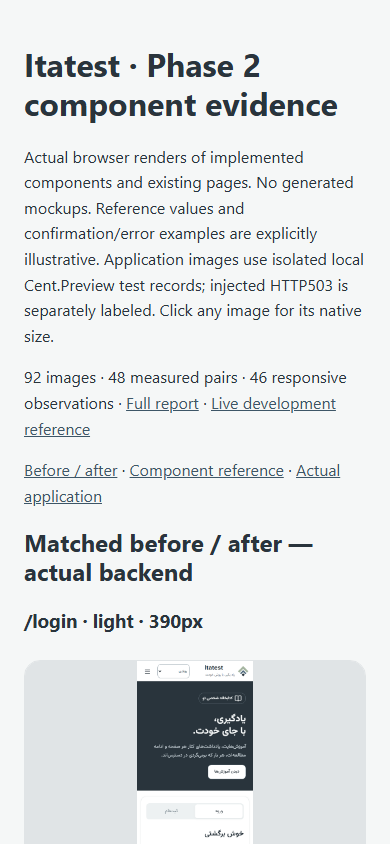 Itatest · Phase 2
component evidence
Actual browser renders of implemented
components and existing pages. No generated
mockups. Reference values and
confirmation/error examples are explicitly
illustrative. Application images use isolated local
Cent.Preview test records; injected HTTP503 is
separately labeled. Click any image for its native
size.
92 images · 48 measured pairs · 46 responsive
observations · Full report · Live development
reference
Before / after · Component reference · Actual
application
Matched before / after —
actual backend
/login · light · 390px
Itatest
یادگیری،
با جای خودت.
ورود
خوش برگشتی